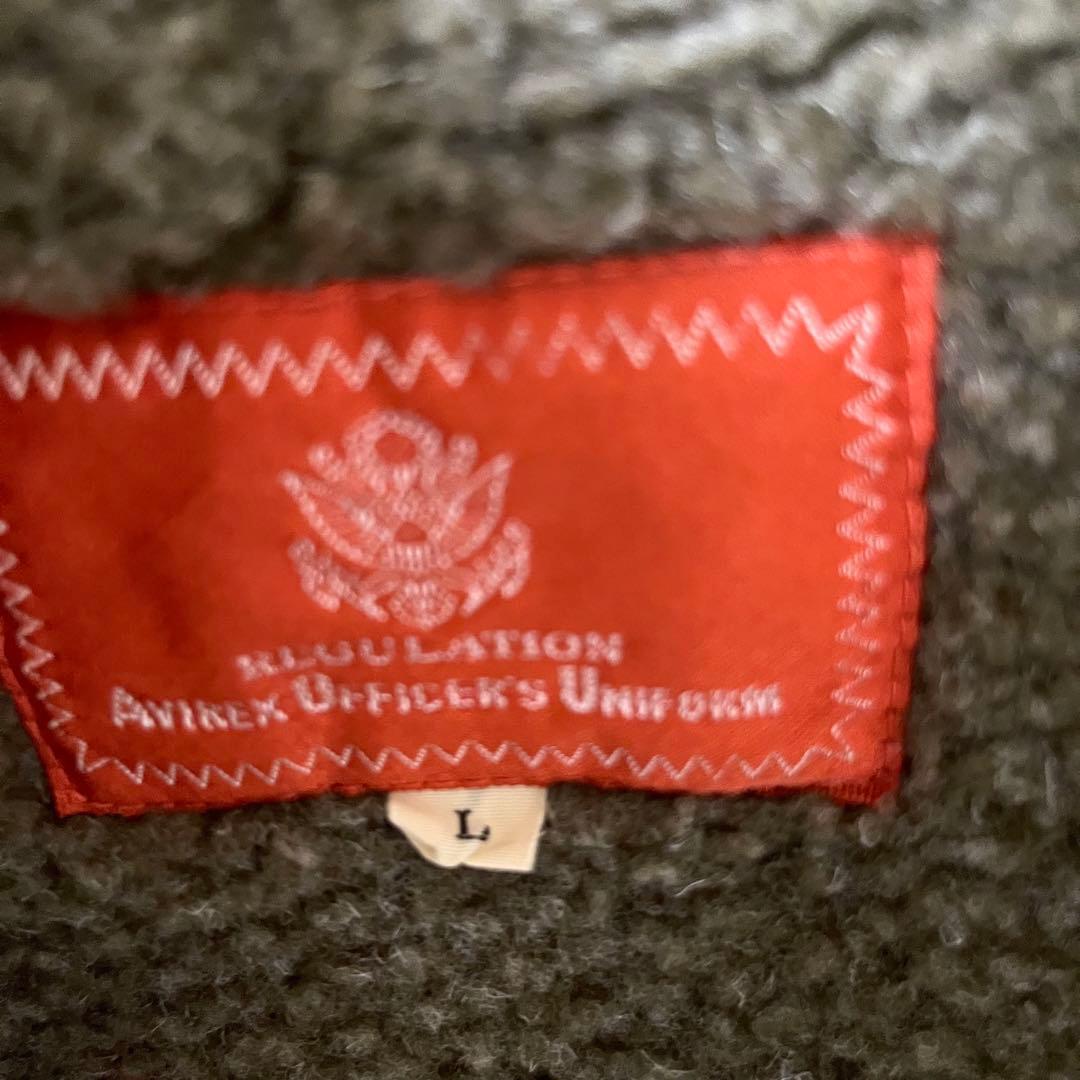 REGULATION
AVIREX OFFICER'S UNIFORM
L